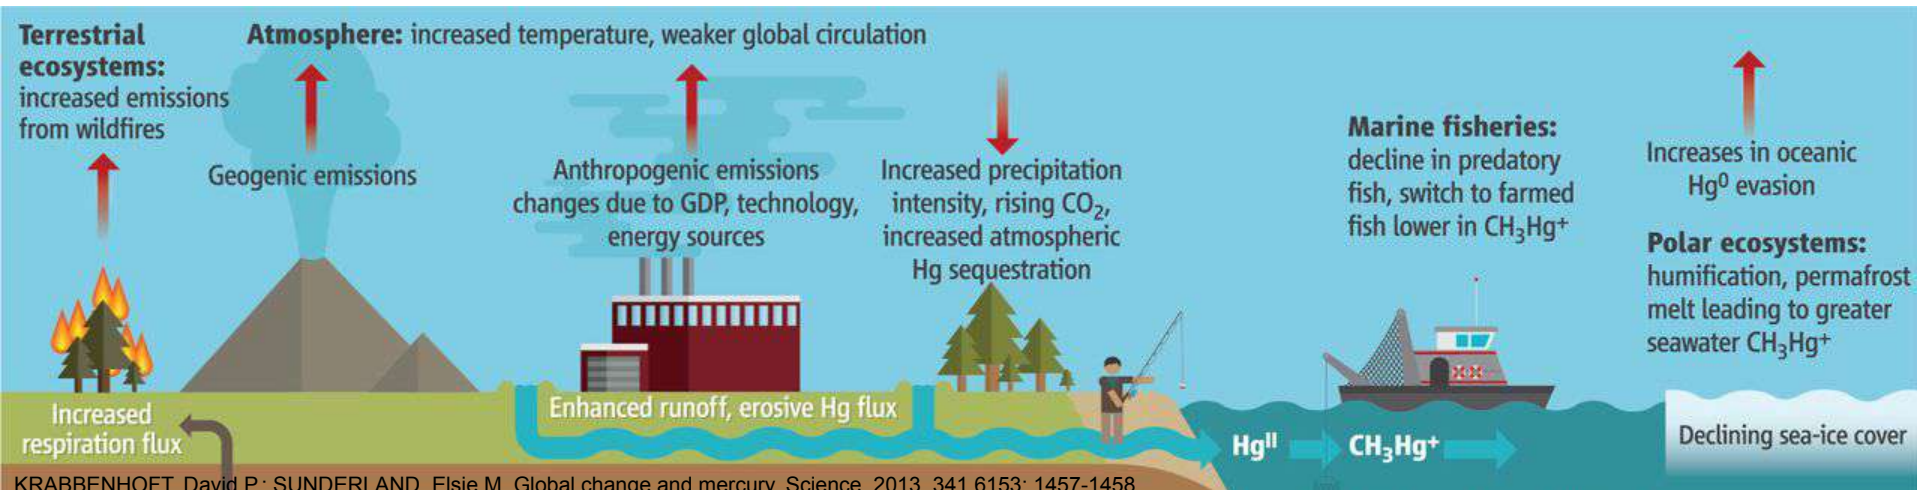 Terrestrial
ecosystems:
increased emissions
from wildfires
Atmosphere: increased temperature, weaker global circulation
Geogenic emissions
Anthropogenic emissions
changes due to GDP, technology,
energy sources
Increased precipitation
intensity, rising CO₂,
increased atmospheric
Hg sequestration
Marine fisheries:
decline in predatory
fish, switch to farmed
fish lower in CH₃Hg⁺
Increases in oceanic
Hg⁰ evasion
Polar ecosystems:
humification, permafrost
melt leading to greater
seawater CH₃Hg⁺
Increased
respiration flux
Enhanced runoff, erosive Hg flux
Hgᴵᴵ
CH₃Hg⁺
Declining sea-ice cover
KRABBENHOFT, David P.; SUNDERLAND, Elsie M. Global change and mercury. Science, 2013, 341.6153: 1457-1458.